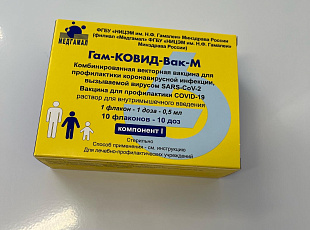 МЕДГАМАЛ
ФГБУ «НИЦЭМ им. Н.Ф. Гамалеи» Минздрава России
(филиал «Медгамал» ФГБУ «НИЦЭМ им. Н.Ф. Гамалеи»
Минздрава России)
Гам-КОВИД-Вак-М
Комбинированная векторная вакцина для
профилактики коронавирусной инфекции,
вызываемой вирусом SARS-CoV-2
Вакцина для профилактики COVID-19
раствор для внутримышечного введения
1 флакон - 1 доза - 0,5 мл
10 флаконов - 10 доз
компонент I
Стерильно
Способ применения - см. инструкцию
Для лечебно-профилактических учреждений